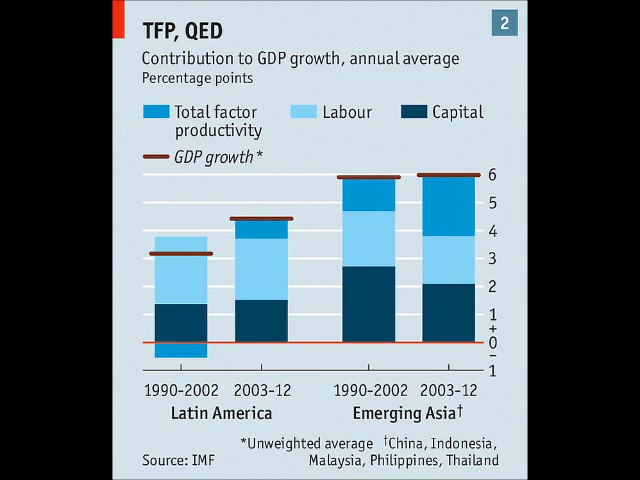 TFP, QED
2
Contribution to GDP growth, annual average
Percentage points
Total factor productivity
Labour
Capital
GDP growth*
6
5
4
3
2
1
+
0
–
1
1990-2002 2003-12 1990-2002 2003-12
Latin America Emerging Asia†
*Unweighted average †China, Indonesia,
Source: IMF Malaysia, Philippines, Thailand